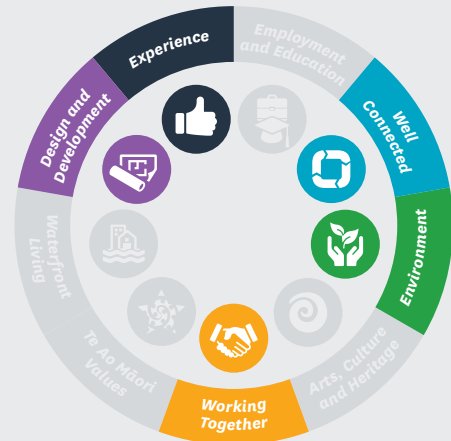 Experience
Employment
and Education
Well
Connected
Environment
Arts, Culture
and Heritage
Working
Together
Te Ao Māori
Values
Waterfront
Living
Design and
Development